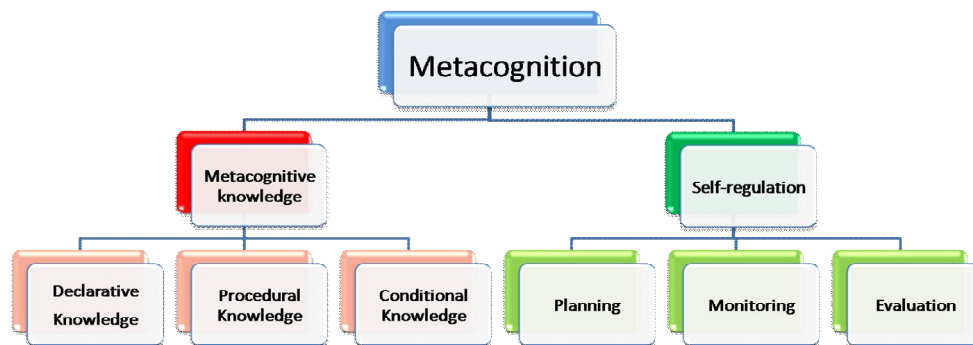 Metacognition
Metacognitive
knowledge
Self-regulation
Declarative
Knowledge
Procedural
Knowledge
Conditional
Knowledge
Planning
Monitoring
Evaluation